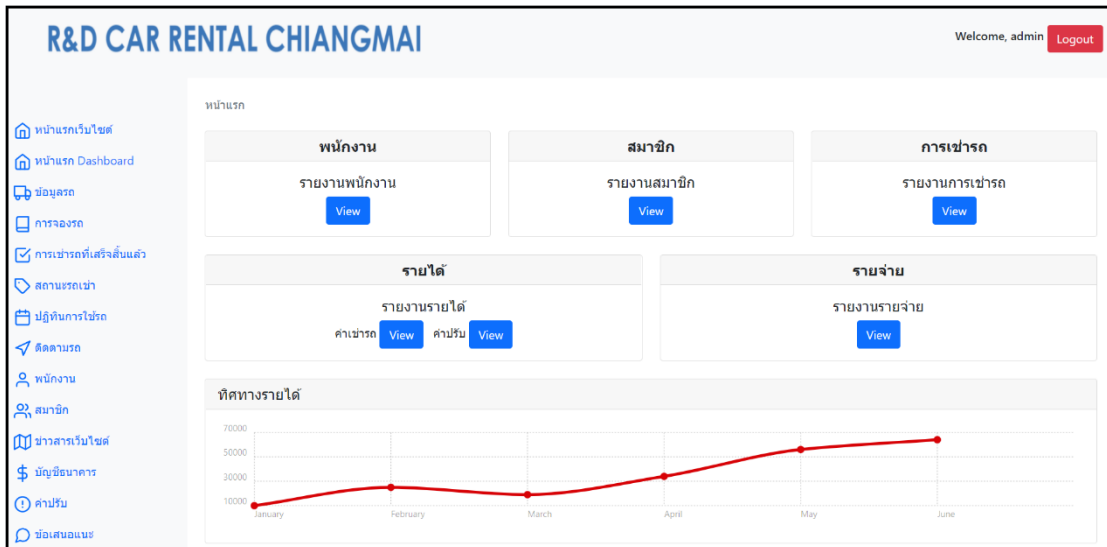 R&D CAR RENTAL CHIANGMAI
Welcome, admin Logout
หน้าแรกเว็บไซต์
หน้าแรก Dashboard
ข้อมูลรถ
การจองรถ
การเช่ารถที่เสร็จสิ้นแล้ว
สถานะรถเช่า
ปฏิทินการใช้รถ
ติดตามรถ
พนักงาน
สมาชิก
ข่าวสารเว็บไซต์
บัญชีธนาคาร
ค่าปรับ
ข้อเสนอแนะ
หน้าแรก
พนักงาน
รายงานพนักงาน
View
สมาชิก
รายงานสมาชิก
View
การเช่ารถ
รายงานการเช่ารถ
View
รายได้
รายงานรายได้
ค่าเช่ารถ View ค่าปรับ View
รายจ่าย
รายงานรายจ่าย
View
ทิศทางรายได้
70000
50000
30000
10000
January February March April May June